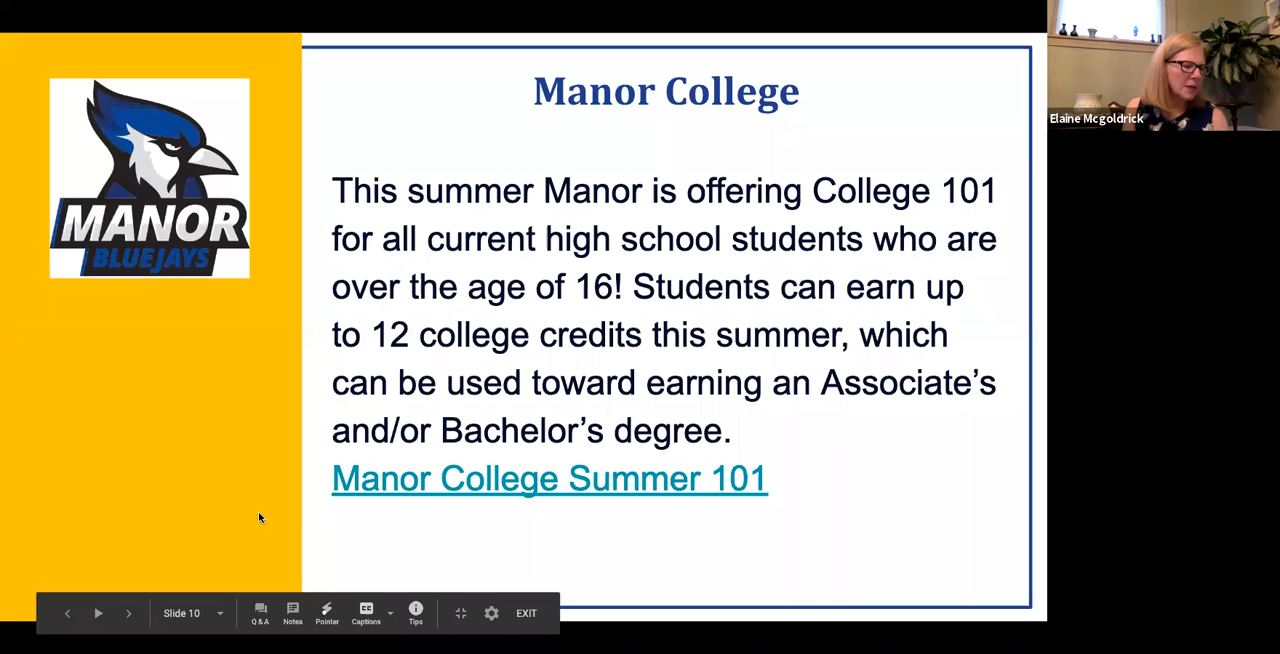 Manor College
MANOR
BLUEJAYS
This summer Manor is offering College 101
for all current high school students who are
over the age of 16! Students can earn up
to 12 college credits this summer, which
can be used toward earning an Associate’s
and/or Bachelor’s degree.
Manor College Summer 101
Elaine Mcgoldrick
Slide 10
Q & A
Notes
Pointer
CC
Captions
Tips
EXIT